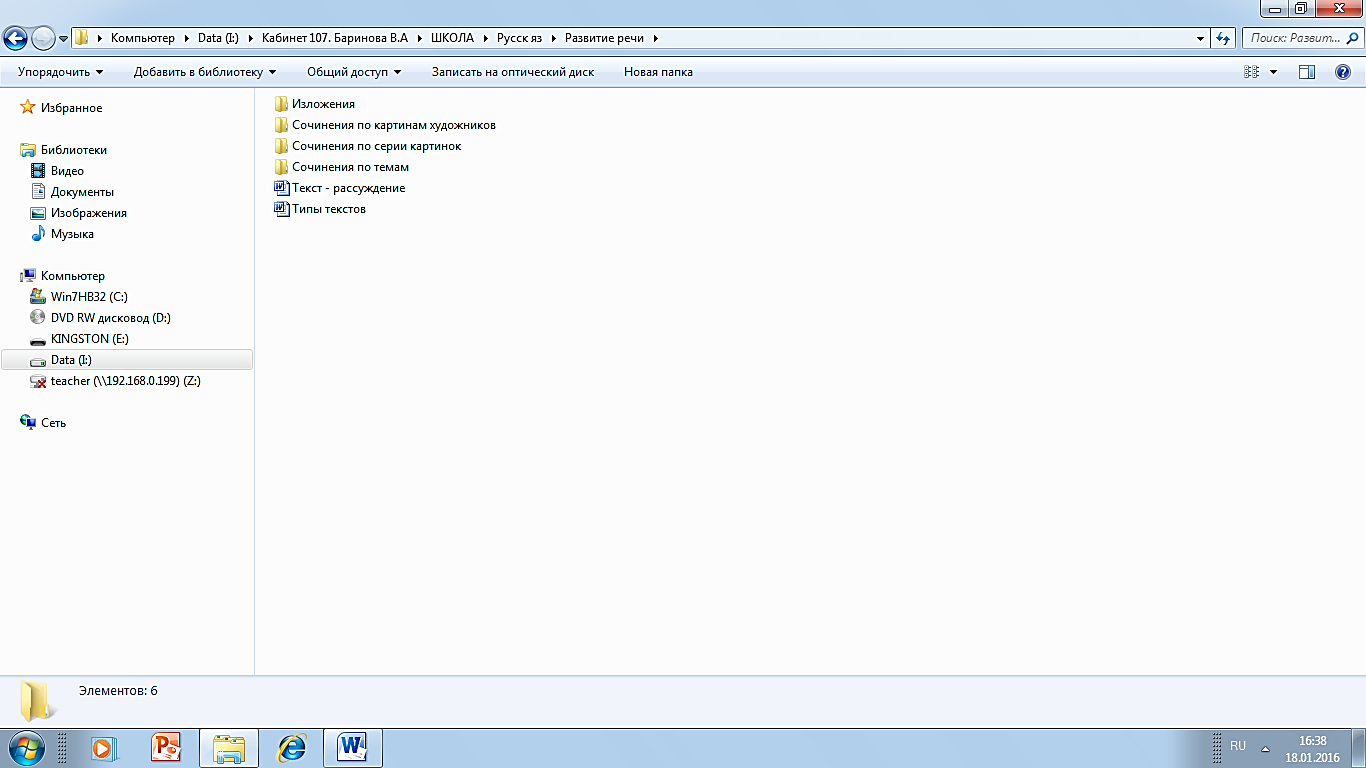 Компьютер Data (I:) Кабинет 107. Баринова В.А ШКОЛА Русск яз Развитие речи
Поиск: Развит...
Упорядочить Добавить в библиотеку Общий доступ Записать на оптический диск Новая папка
Избранное
Библиотеки
Видео
Документы
Изображения
Музыка
Компьютер
Win7HB32 (C:)
DVD RW дисковод (D:)
KINGSTON (E:)
Data (I:)
teacher (\\192.168.0.199) (Z:)
Сеть
Изложения
Сочинения по картинам художников
Сочинения по серии картинок
Сочинения по темам
Текст - рассуждение
Типы текстов
Элементов: 6
RU
16:38
18.01.2016